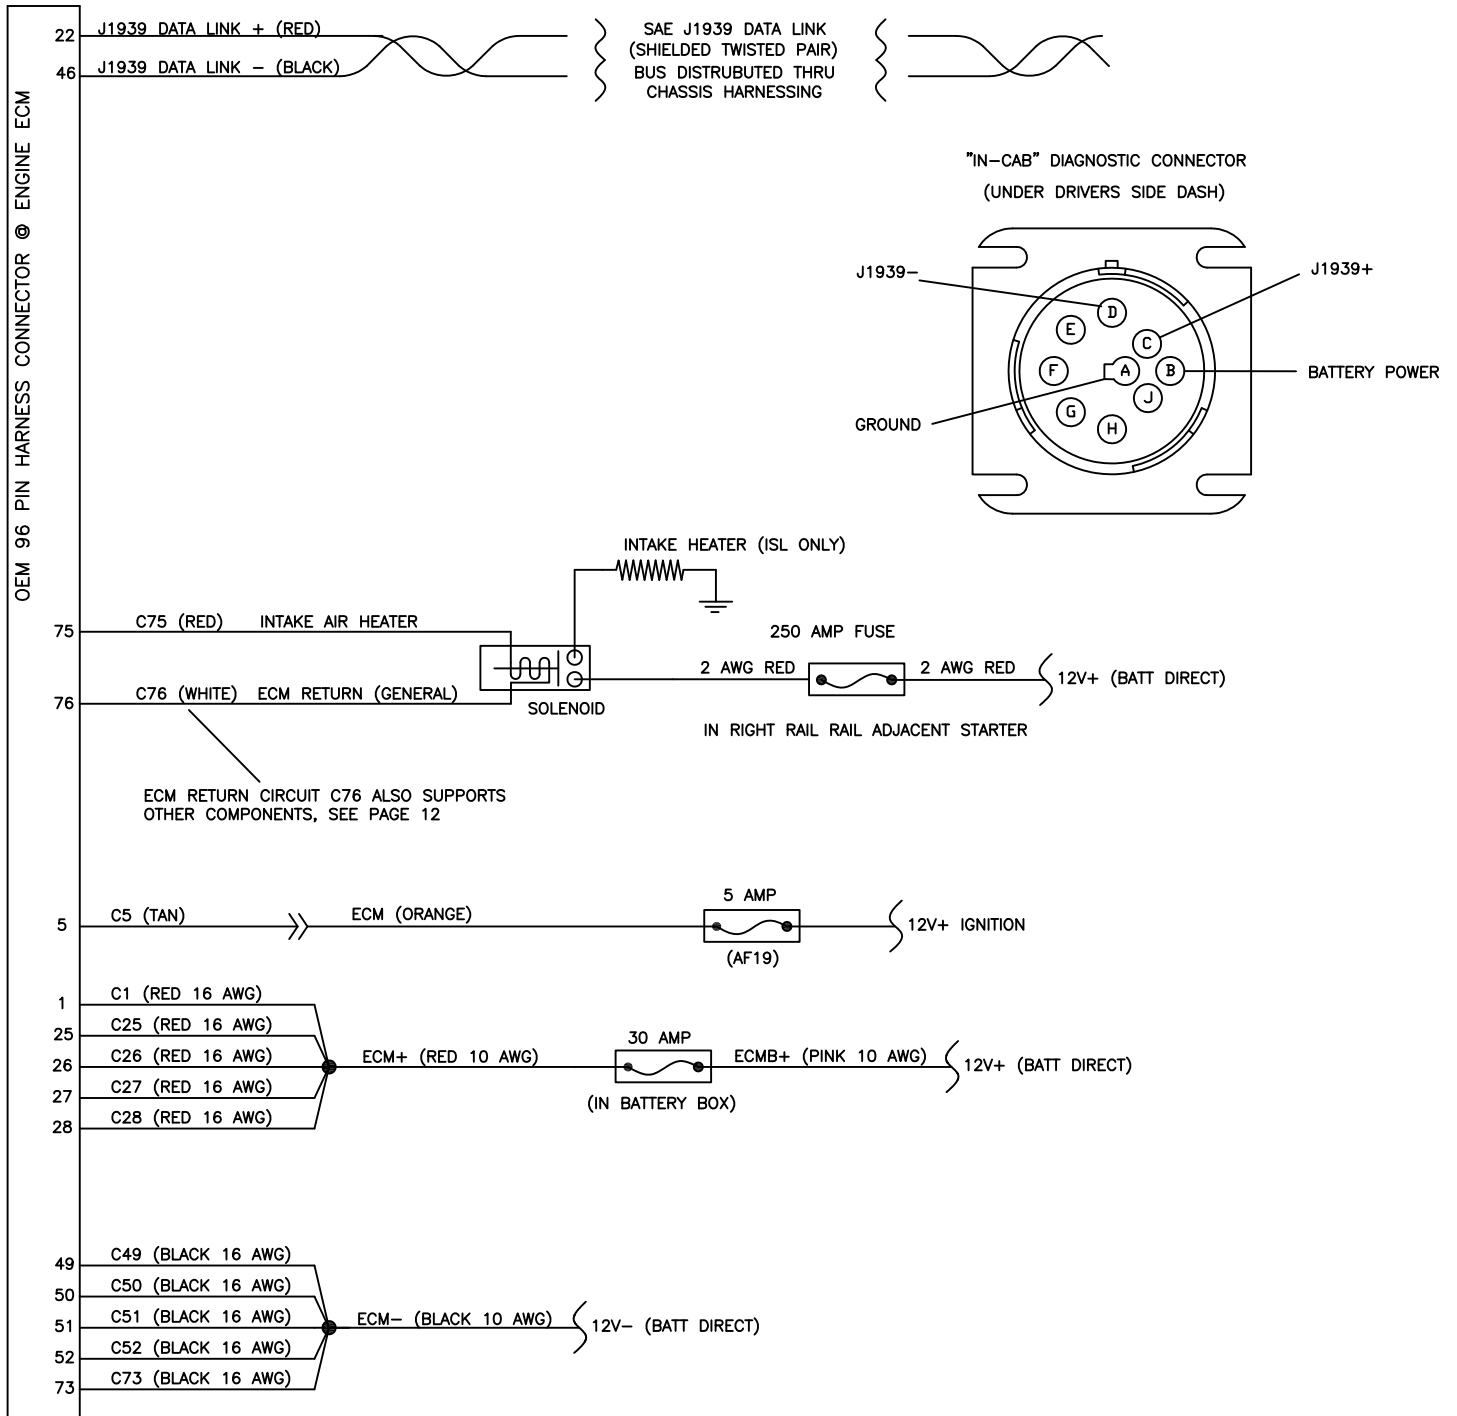 OEM 96 PIN HARNESS CONNECTOR @ ENGINE ECM
22 J1939 DATA LINK + (RED)
46 J1939 DATA LINK - (BLACK)
SAE J1939 DATA LINK
(SHIELDED TWISTED PAIR)
BUS DISTRUBUTED THRU
CHASSIS HARNESSING
"IN-CAB" DIAGNOSTIC CONNECTOR
(UNDER DRIVERS SIDE DASH)
J1939-
J1939+
D
E
C
F
A
B
BATTERY POWER
J
G
H
GROUND
INTAKE HEATER (ISL ONLY)
75 C75 (RED) INTAKE AIR HEATER
250 AMP FUSE
2 AWG RED
2 AWG RED
12V+ (BATT DIRECT)
76 C76 (WHITE) ECM RETURN (GENERAL)
SOLENOID
IN RIGHT RAIL RAIL ADJACENT STARTER
ECM RETURN CIRCUIT C76 ALSO SUPPORTS
OTHER COMPONENTS, SEE PAGE 12
5 C5 (TAN) ECM (ORANGE)
5 AMP
(AF19)
12V+ IGNITION
1 C1 (RED 16 AWG)
25 C25 (RED 16 AWG)
26 C26 (RED 16 AWG)
27 C27 (RED 16 AWG)
28 C28 (RED 16 AWG)
ECM+ (RED 10 AWG)
30 AMP
(IN BATTERY BOX)
ECMB+ (PINK 10 AWG)
12V+ (BATT DIRECT)
49 C49 (BLACK 16 AWG)
50 C50 (BLACK 16 AWG)
51 C51 (BLACK 16 AWG)
52 C52 (BLACK 16 AWG)
73 C73 (BLACK 16 AWG)
ECM- (BLACK 10 AWG)
12V- (BATT DIRECT)